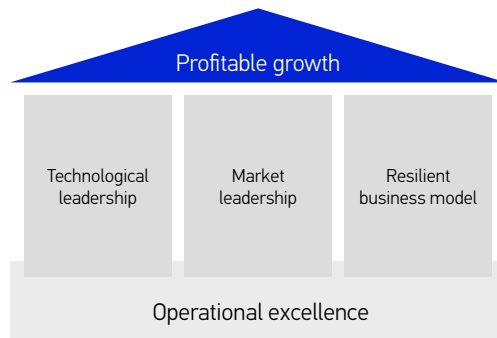 Profitable growth
Technological
leadership
Market
leadership
Resilient
business model
Operational excellence